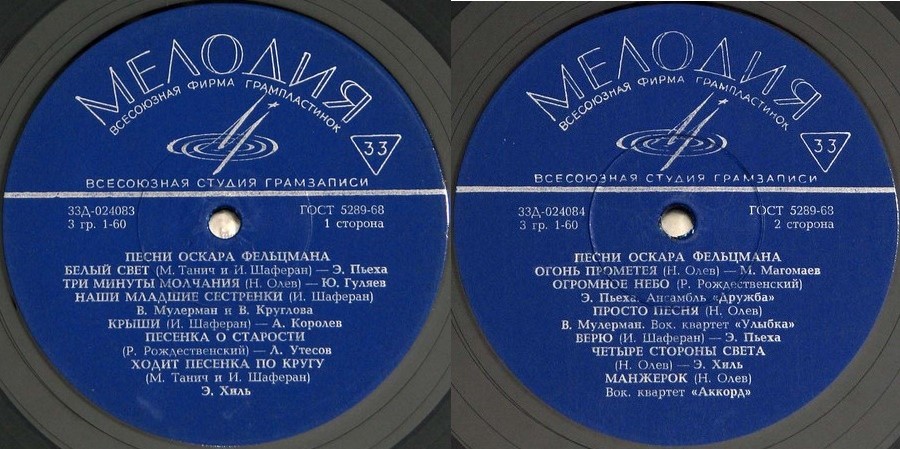 МЕЛОДИЯ
ВСЕСОЮЗНАЯ ФИРМА ГРАМПЛАСТИНОК
33
ВСЕСОЮЗНАЯ СТУДИЯ ГРАМЗАПИСИ
33Д-024083
ГОСТ 5289-68
3 гр. 1-60
1 сторона
ПЕСНИ ОСКАРА ФЕЛЬЦМАНА
БЕЛЫЙ СВЕТ (М. Танич и И. Шаферан) — Э. Пьеха
ТРИ МИНУТЫ МОЛЧАНИЯ (Н. Олев) — Ю. Гуляев
НАШИ МЛАДШИЕ СЕСТРЕНКИ (И. Шаферан)
В. Мулерман и В. Круглова
КРЫШИ (И. Шаферан) — А. Королев
ПЕСЕНКА О СТАРОСТИ
(Р. Рождественский) — Л. Утесов
ХОДИТ ПЕСЕНКА ПО КРУГУ
(М. Танич и И. Шаферан)
Э. Хиль
МЕЛОДИЯ
ВСЕСОЮЗНАЯ ФИРМА ГРАМПЛАСТИНОК
33
ВСЕСОЮЗНАЯ СТУДИЯ ГРАМЗАПИСИ
33Д-024084
ГОСТ 5289-68
3 гр. 1-60
2 сторона
ПЕСНИ ОСКАРА ФЕЛЬЦМАНА
ОГОНЬ ПРОМЕТЕЯ (Н. Олев) — М. Магомаев
ОГРОМНОЕ НЕБО (Р. Рождественский)
Э. Пьеха. Ансамбль «Дружба»
ПРОСТО ПЕСНЯ (Н. Олев)
В. Мулерман. Вок. квартет «Улыбка»
ВЕРЮ (И. Шаферан) — Э. Пьеха
ЧЕТЫРЕ СТОРОНЫ СВЕТА
(Н. Олев) — Э. Хиль
МАНЖЕРОК (Н. Олев)
Вок. квартет «Аккорд»